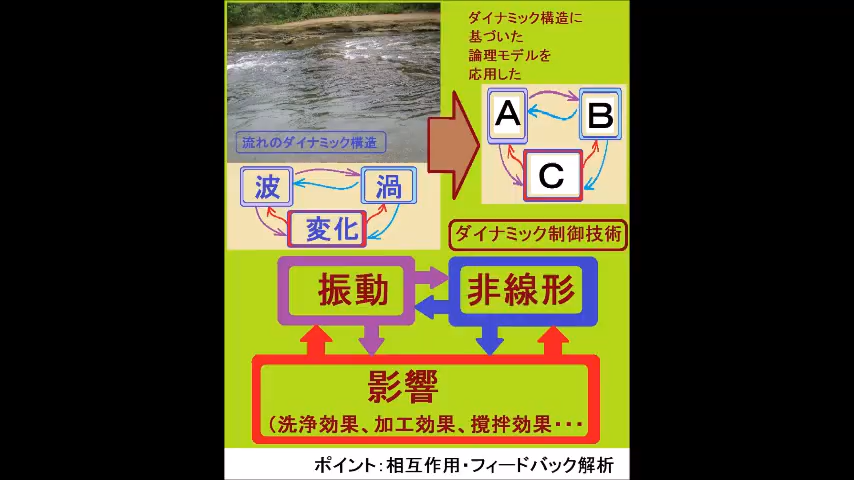 ダイナミック構造に
基づいた
論理モデルを
応用した
流れのダイナミック構造
A
B
C
波
渦
変化
ダイナミック制御技術
振動
非線形
影響
(洗浄効果、加工効果、撹拌効果・・・
ポイント:相互作用・フィードバック解析